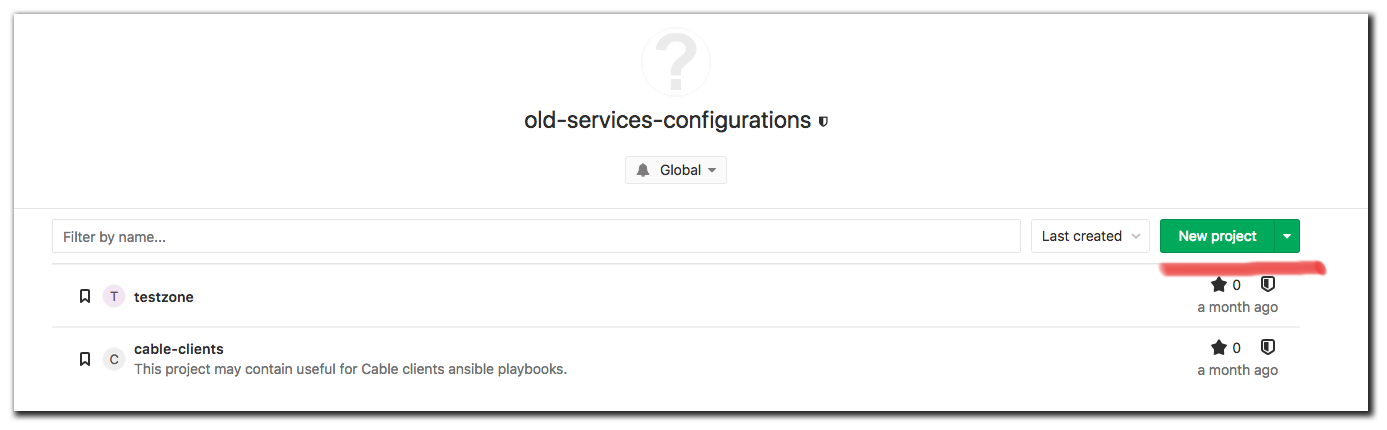 ?
old-services-configurations
Global
Filter by name...
Last created
New project
T
testzone
0
a month ago
C
cable-clients
This project may contain useful for Cable clients ansible playbooks.
0
a month ago